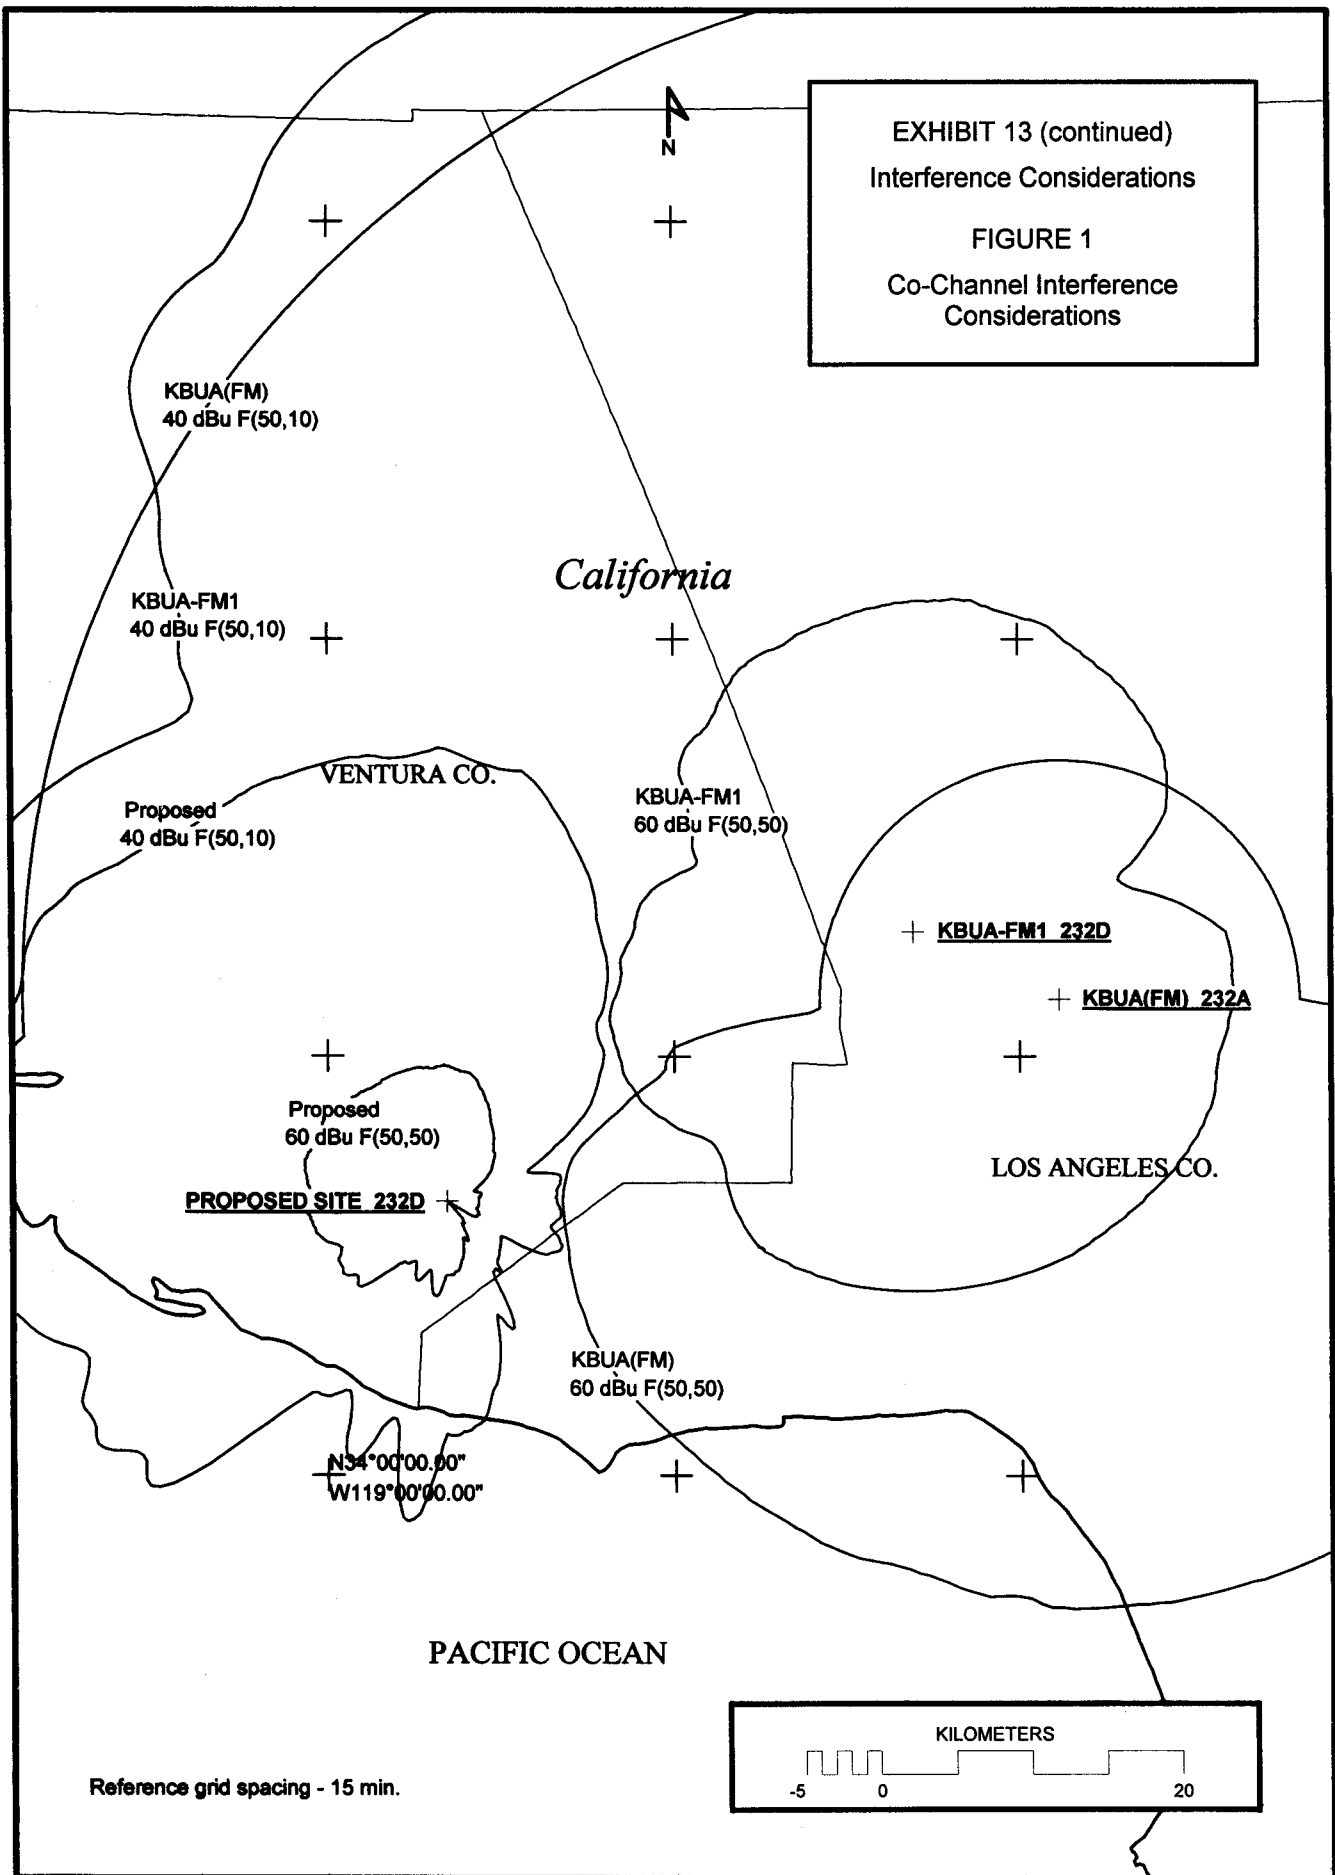 EXHIBIT 13 (continued)
Interference Considerations
FIGURE 1
Co-Channel Interference
Considerations
N
KBUA(FM)
40 dBu F(50,10)
California
KBUA-FM1
40 dBu F(50,10)
VENTURA CO.
Proposed
40 dBu F(50,10)
KBUA-FM1
60 dBu F(50,50)
KBUA-FM1 232D
KBUA(FM) 232A
Proposed
60 dBu F(50,50)
LOS ANGELES CO.
PROPOSED SITE 232D
KBUA(FM)
60 dBu F(50,50)
N34°00'00.00"
W119°00'00.00"
PACIFIC OCEAN
KILOMETERS
-5 0 20
Reference grid spacing - 15 min.